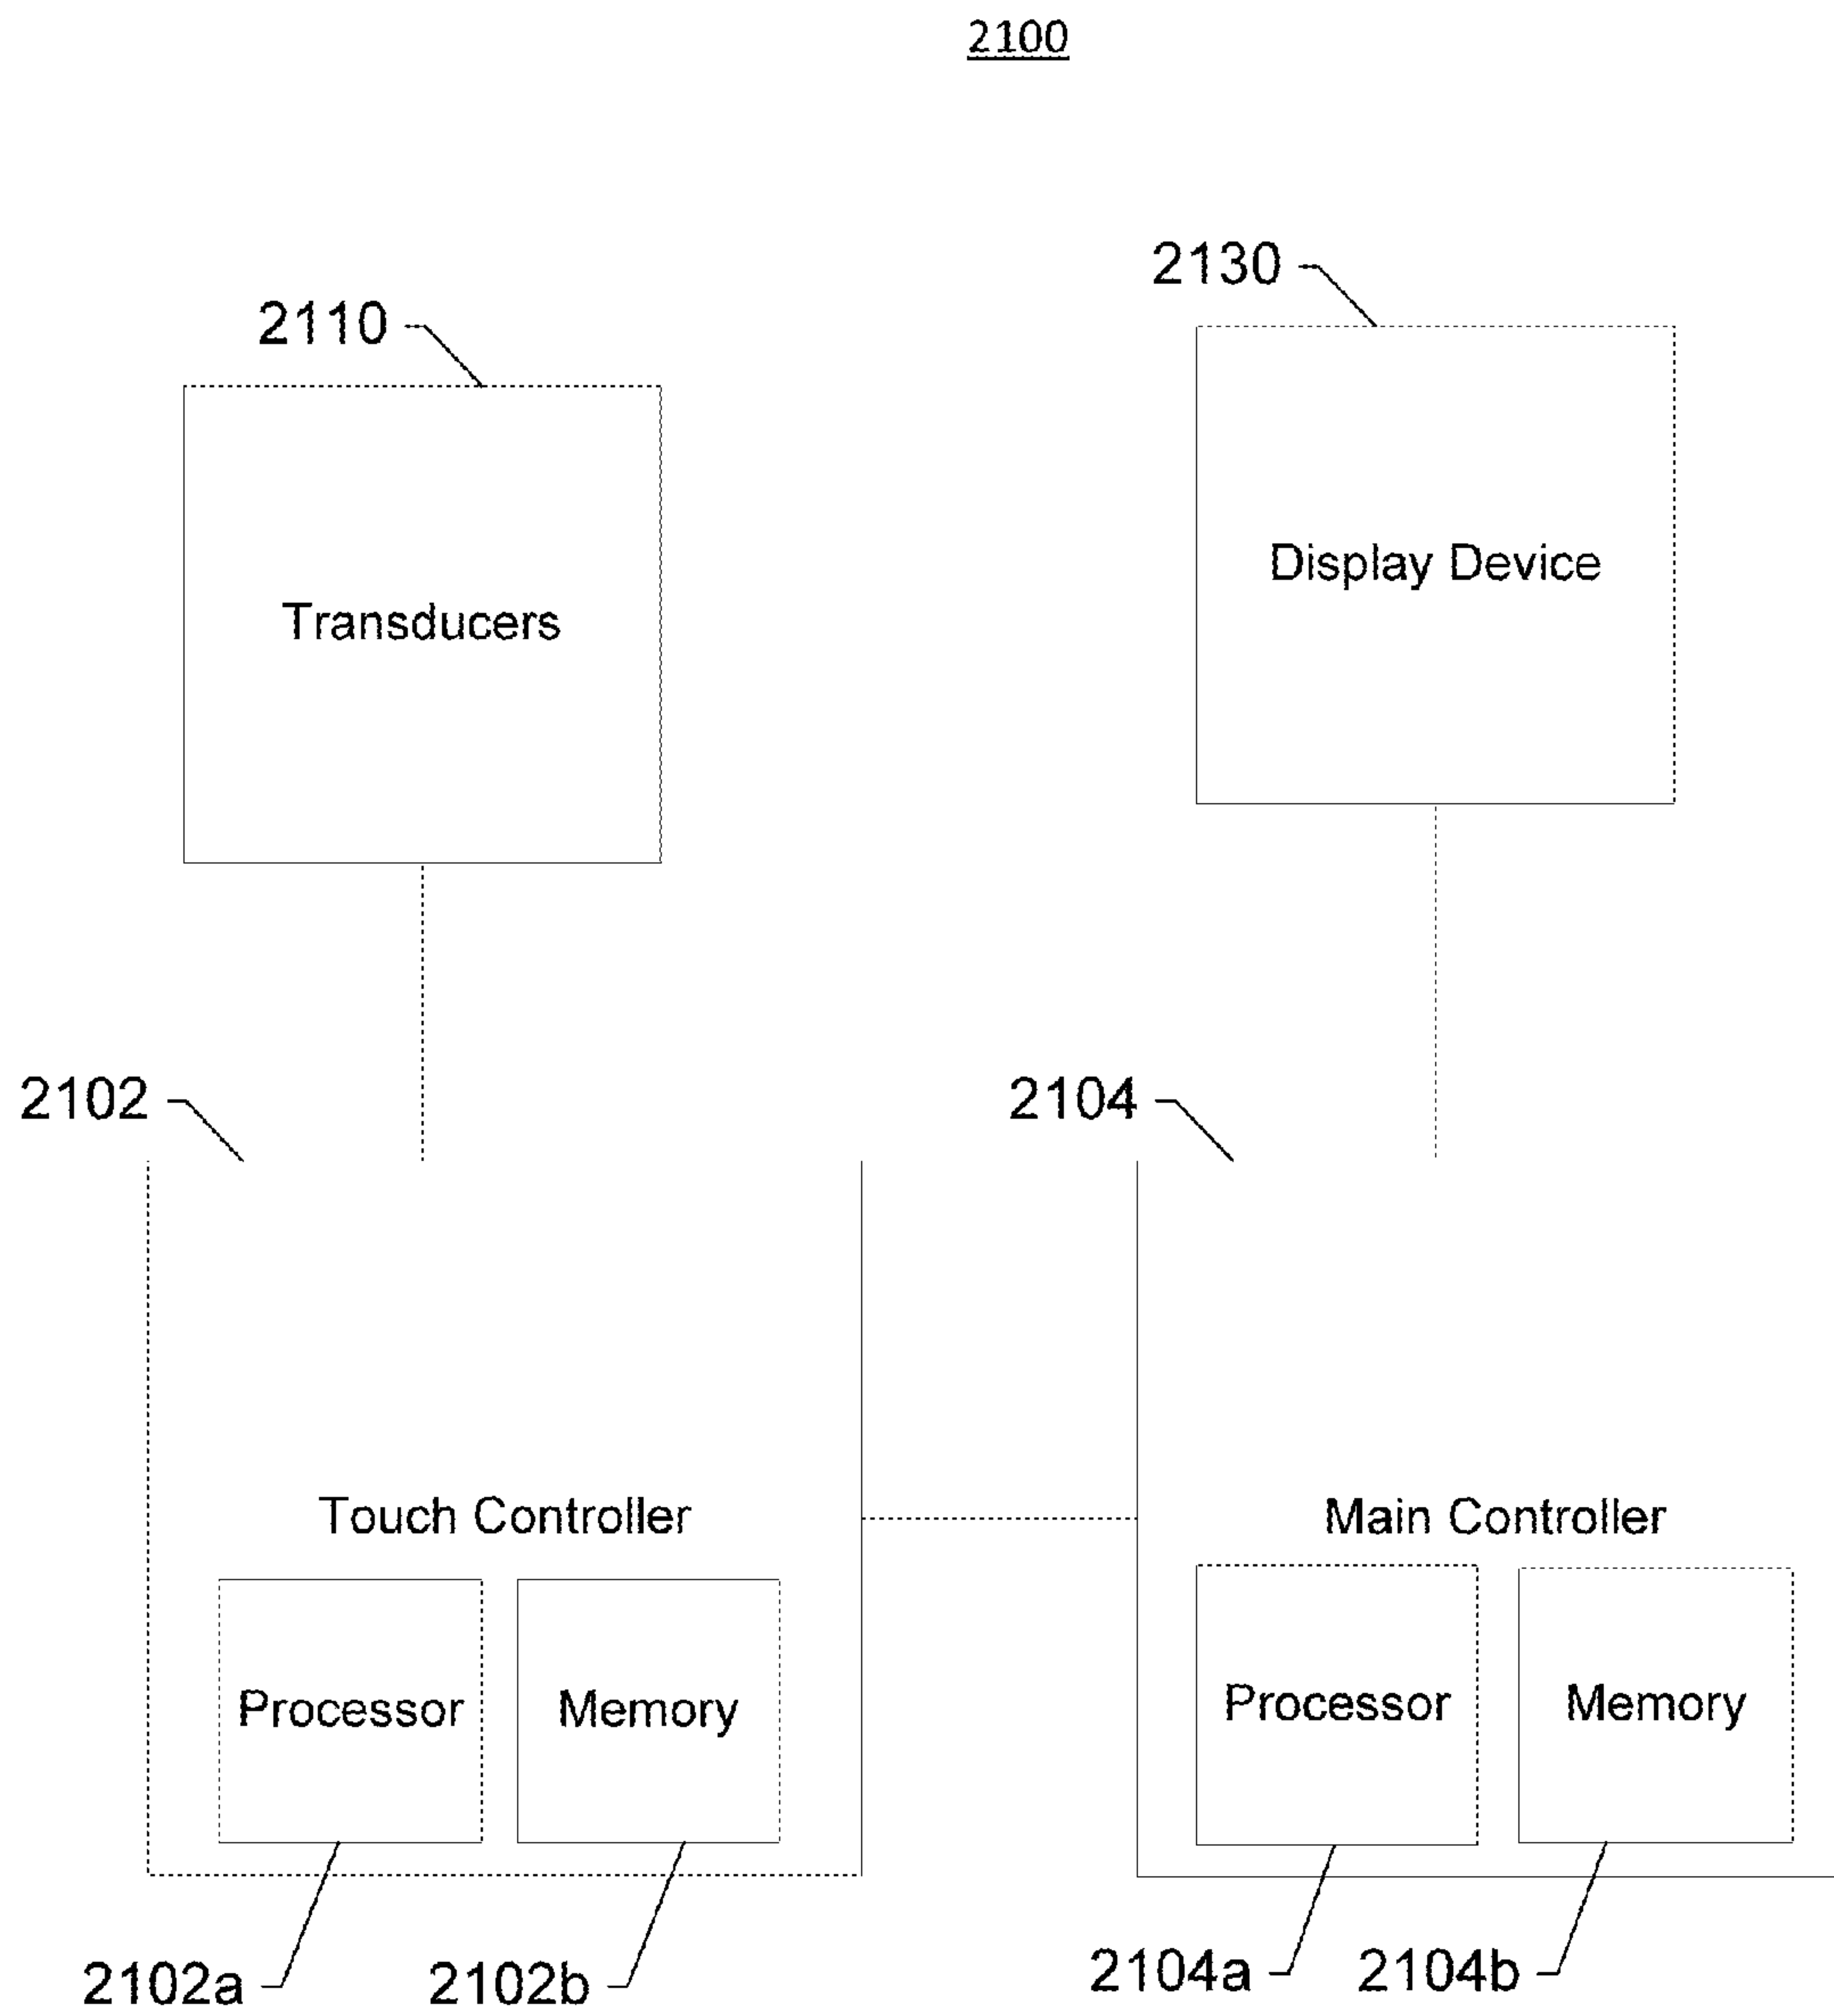 2100
2130
2110
Display Device
Transducers
2102
2104
Touch Controller
Main Controller
Processor
Memory
Processor
Memory
2102a
2102b
2104a
2104b